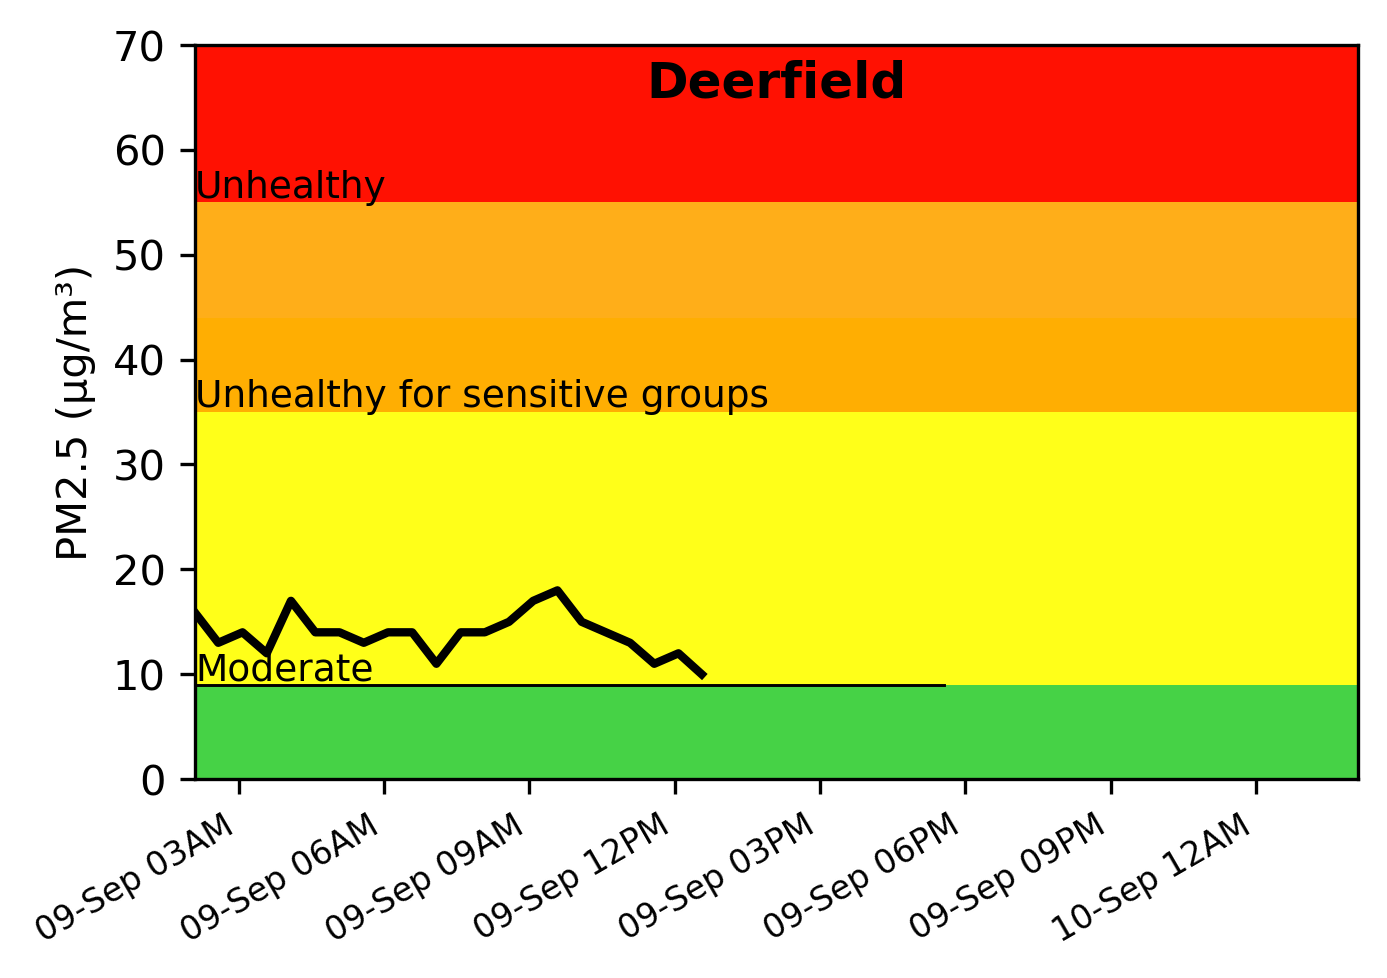 Deerfield
PM2.5 (µg/m³)
70
60
50
40
30
20
10
0
Unhealthy
Unhealthy for sensitive groups
Moderate
09-Sep 03AM
09-Sep 06AM
09-Sep 09AM
09-Sep 12PM
09-Sep 03PM
09-Sep 06PM
09-Sep 09PM
10-Sep 12AM